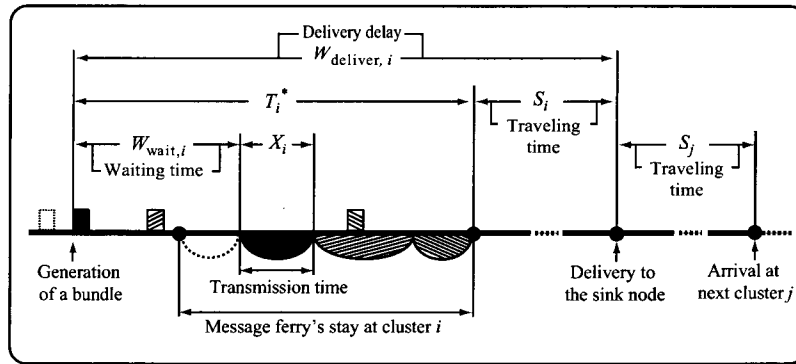 Delivery delay
W_deliver, i
T_i^*
S_i
Traveling
time
W_wait,i
Waiting time
X_i
S_j
Traveling
time
Generation
of a bundle
Transmission time
Message ferry's stay at cluster i
Delivery to
the sink node
Arrival at
next cluster j